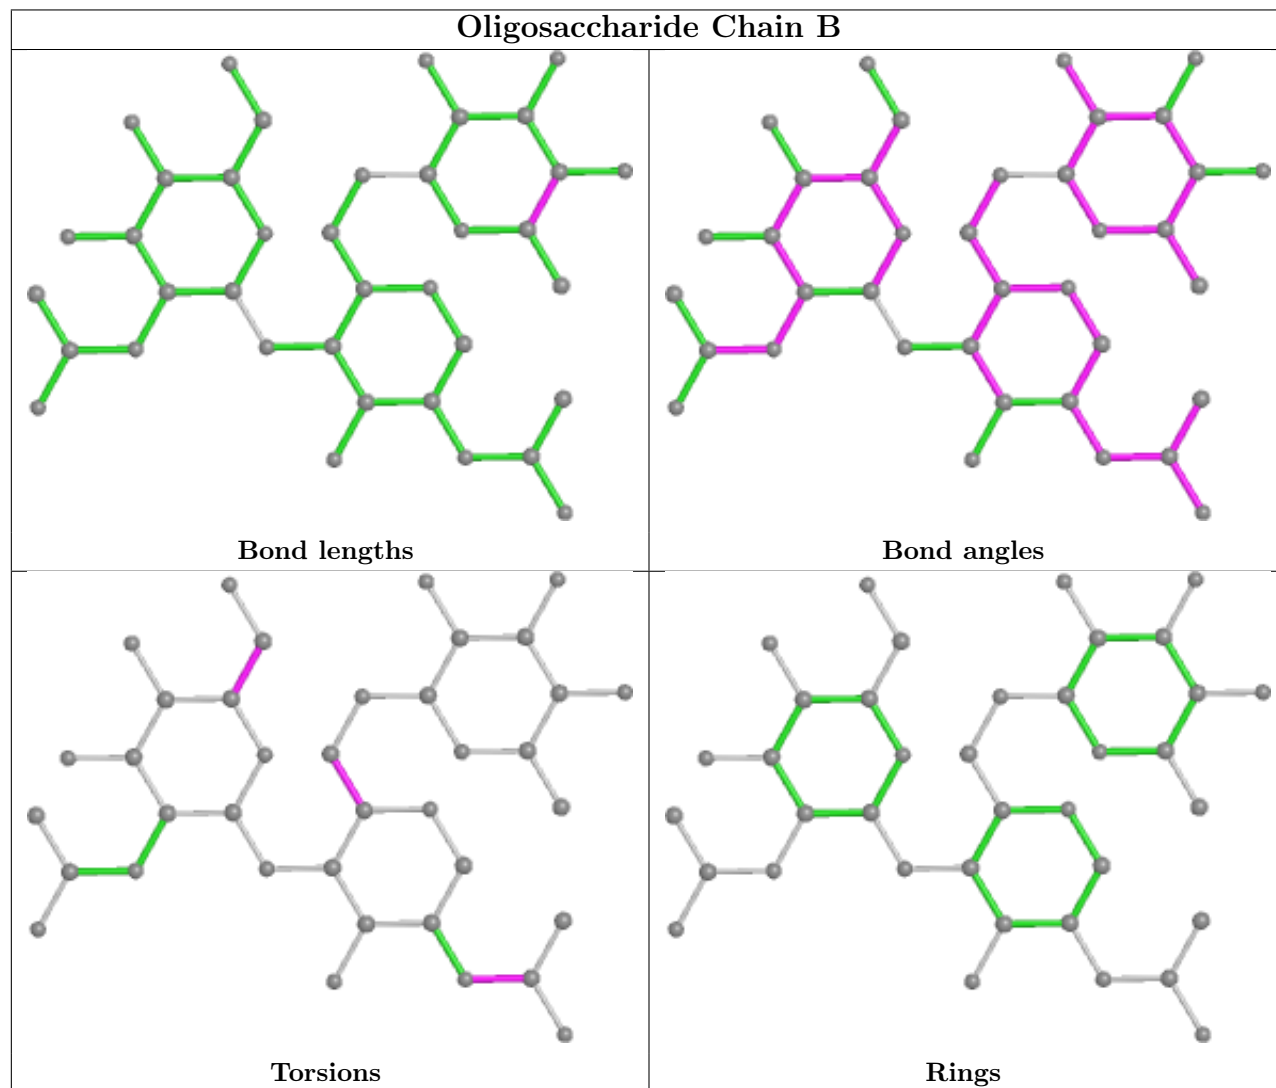 Oligosaccharide Chain B
Bond lengths
Bond angles
Torsions
Rings